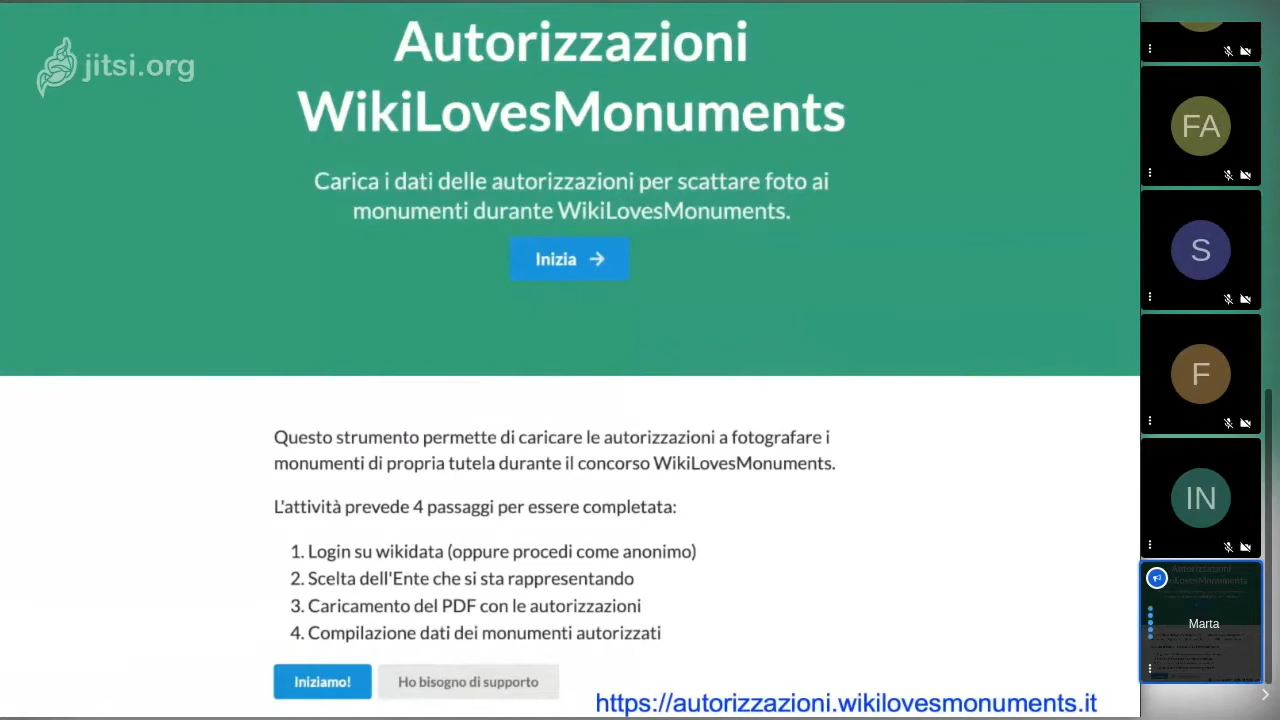 jitsi.org
Autorizzazioni
WikiLovesMonuments
Carica i dati delle autorizzazioni per scattare foto ai
monumenti durante WikiLovesMonuments.
Inizia
Questo strumento permette di caricare le autorizzazioni a fotografare i
monumenti di propria tutela durante il concorso WikiLovesMonuments.
L'attività prevede 4 passaggi per essere completata:
1. Login su wikidata (oppure procedi come anonimo)
2. Scelta dell'Ente che si sta rappresentando
3. Caricamento del PDF con le autorizzazioni
4. Compilazione dati dei monumenti autorizzati
Iniziamo!
Ho bisogno di supporto
https://autorizzazioni.wikilovesmonuments.it
FA
S
F
IN
Marta